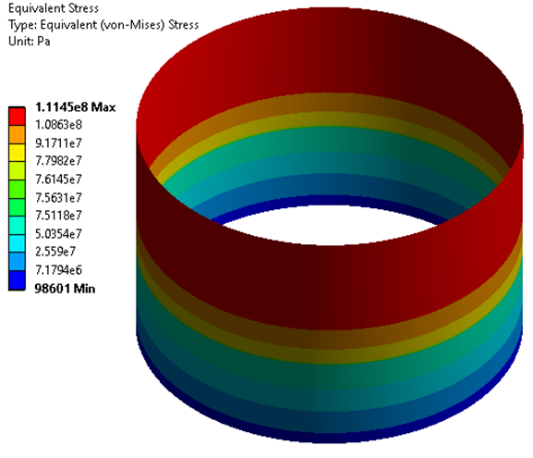 Equivalent Stress
Type: Equivalent (von-Mises) Stress
Unit: Pa
1.1145e8 Max
1.0863e8
9.1711e7
7.7982e7
7.6145e7
7.5631e7
7.5118e7
5.0354e7
2.559e7
7.1794e6
98601 Min